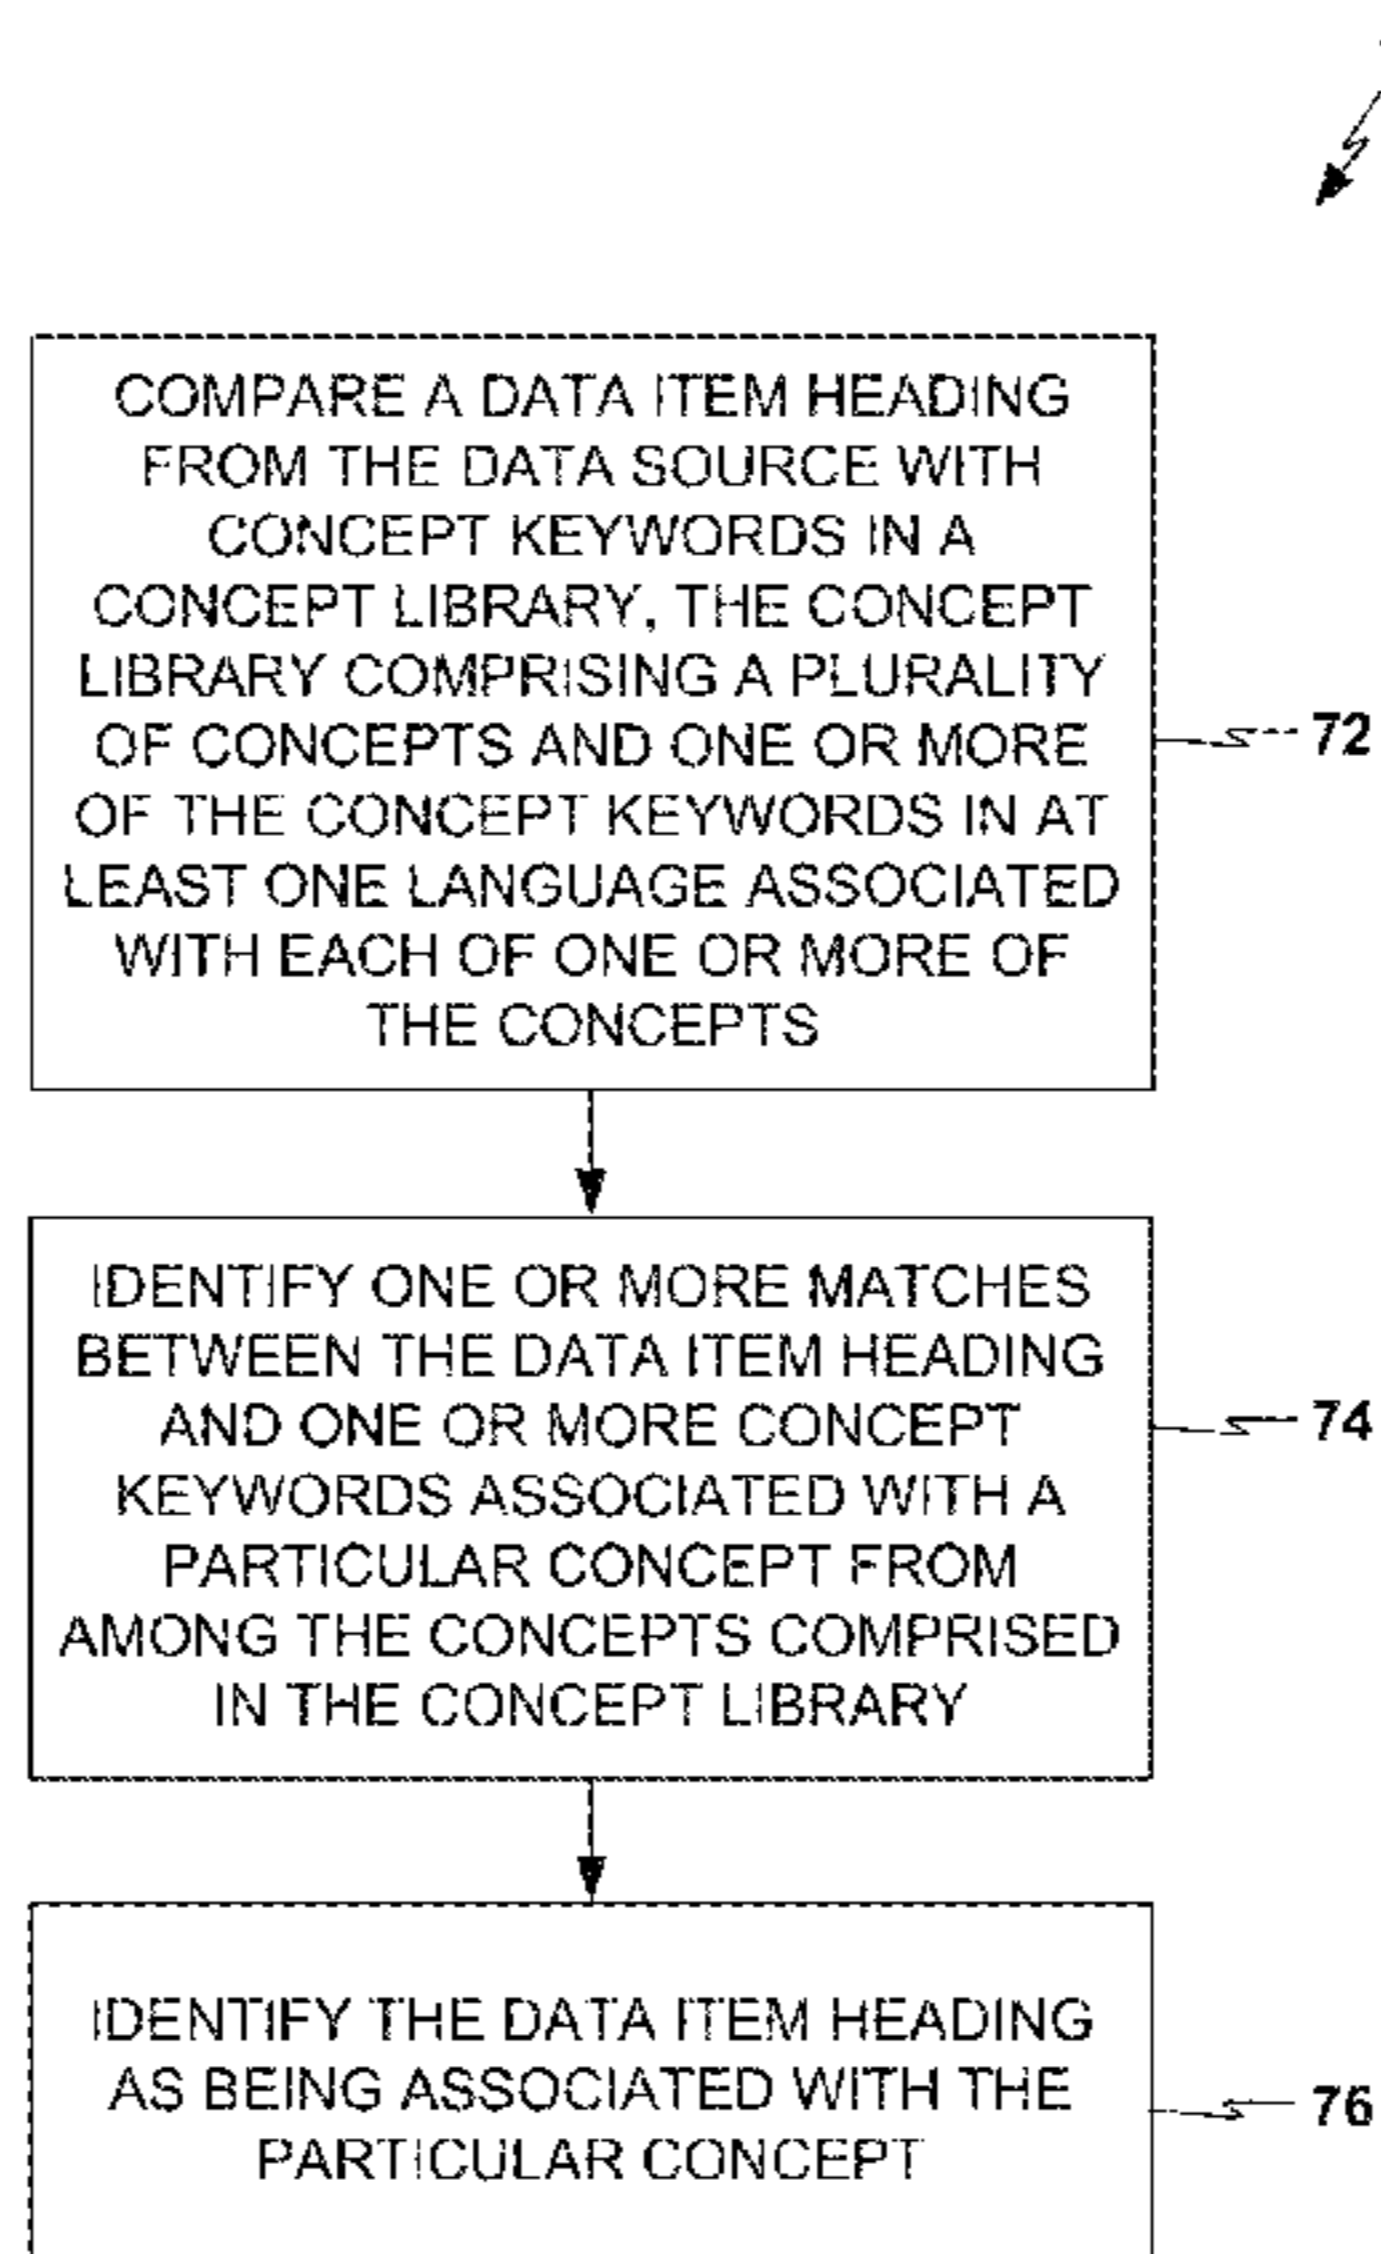 COMPARE A DATA ITEM HEADING
FROM THE DATA SOURCE WITH
CONCEPT KEYWORDS IN A
CONCEPT LIBRARY, THE CONCEPT
LIBRARY COMPRISING A PLURALITY
OF CONCEPTS AND ONE OR MORE
OF THE CONCEPT KEYWORDS IN AT
LEAST ONE LANGUAGE ASSOCIATED
WITH EACH OF ONE OR MORE OF
THE CONCEPTS
72
IDENTIFY ONE OR MORE MATCHES
BETWEEN THE DATA ITEM HEADING
AND ONE OR MORE CONCEPT
KEYWORDS ASSOCIATED WITH A
PARTICULAR CONCEPT FROM
AMONG THE CONCEPTS COMPRISED
IN THE CONCEPT LIBRARY
74
IDENTIFY THE DATA ITEM HEADING
AS BEING ASSOCIATED WITH THE
PARTICULAR CONCEPT
76